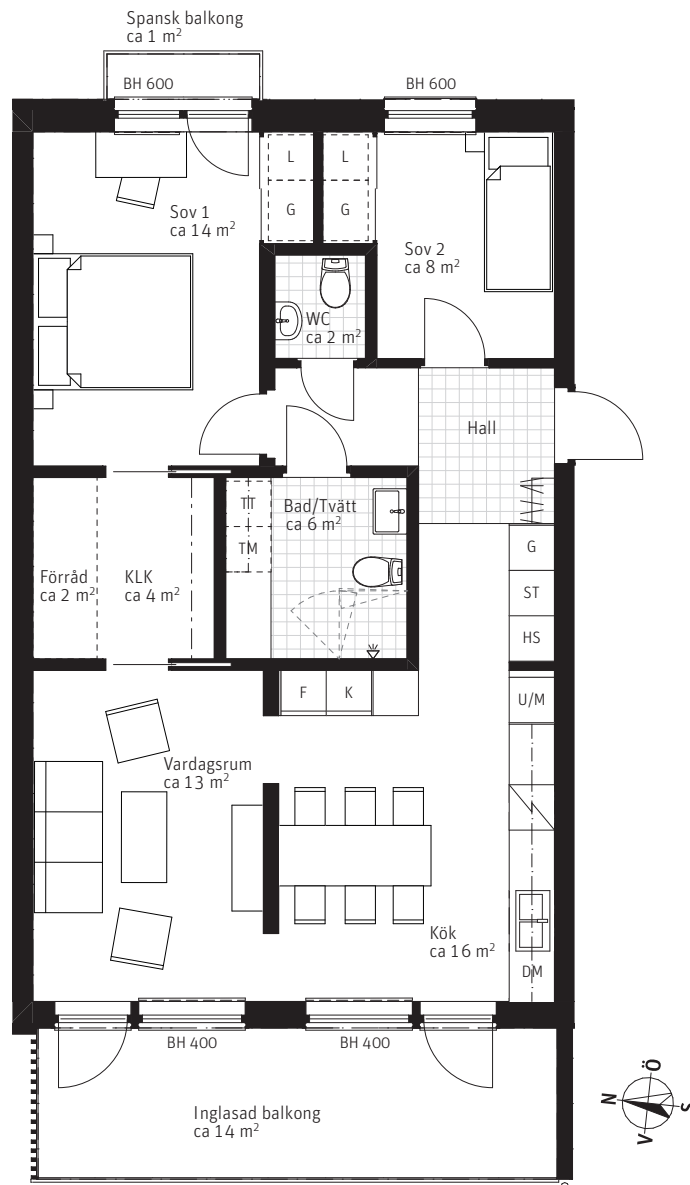 Spansk balkong
ca 1 m²
BH 600
BH 600
L
L
G
G
Sov 1
ca 14 m²
Sov 2
ca 8 m²
WC
ca 2 m²
Hall
TT
Bad/Tvätt
ca 6 m²
TM
G
Förråd
ca 2 m²
KLK
ca 4 m²
ST
HS
F
K
U/M
Vardagsrum
ca 13 m²
Kök
ca 16 m²
DM
BH 400
BH 400
Inglasad balkong
ca 14 m²
Ö
N
S
V